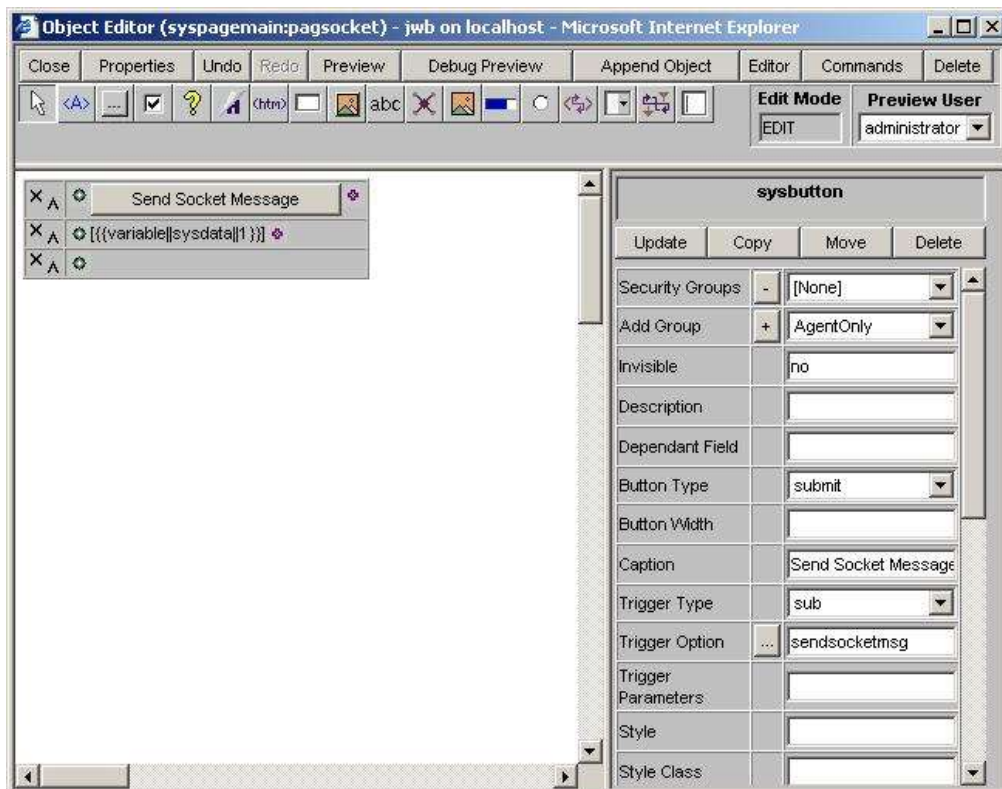 Object Editor (syspagemain:pagsocket) - jwb on localhost - Microsoft Internet Explorer
Close Properties Undo Redo Preview Debug Preview Append Object Editor Commands Delete
<A> ... ? A (htm) abc Edit Mode Preview User
EDIT administrator
X A Send Socket Message
X A [{{variable||sysdata||1}}]
X A
sysbutton
Update Copy Move Delete
Security Groups - [None]
Add Group + AgentOnly
Invisible no
Description
Dependant Field
Button Type submit
Button Width
Caption Send Socket Message
Trigger Type sub
Trigger Option ... sendsocketmsg
Trigger
Parameters
Style
Style Class